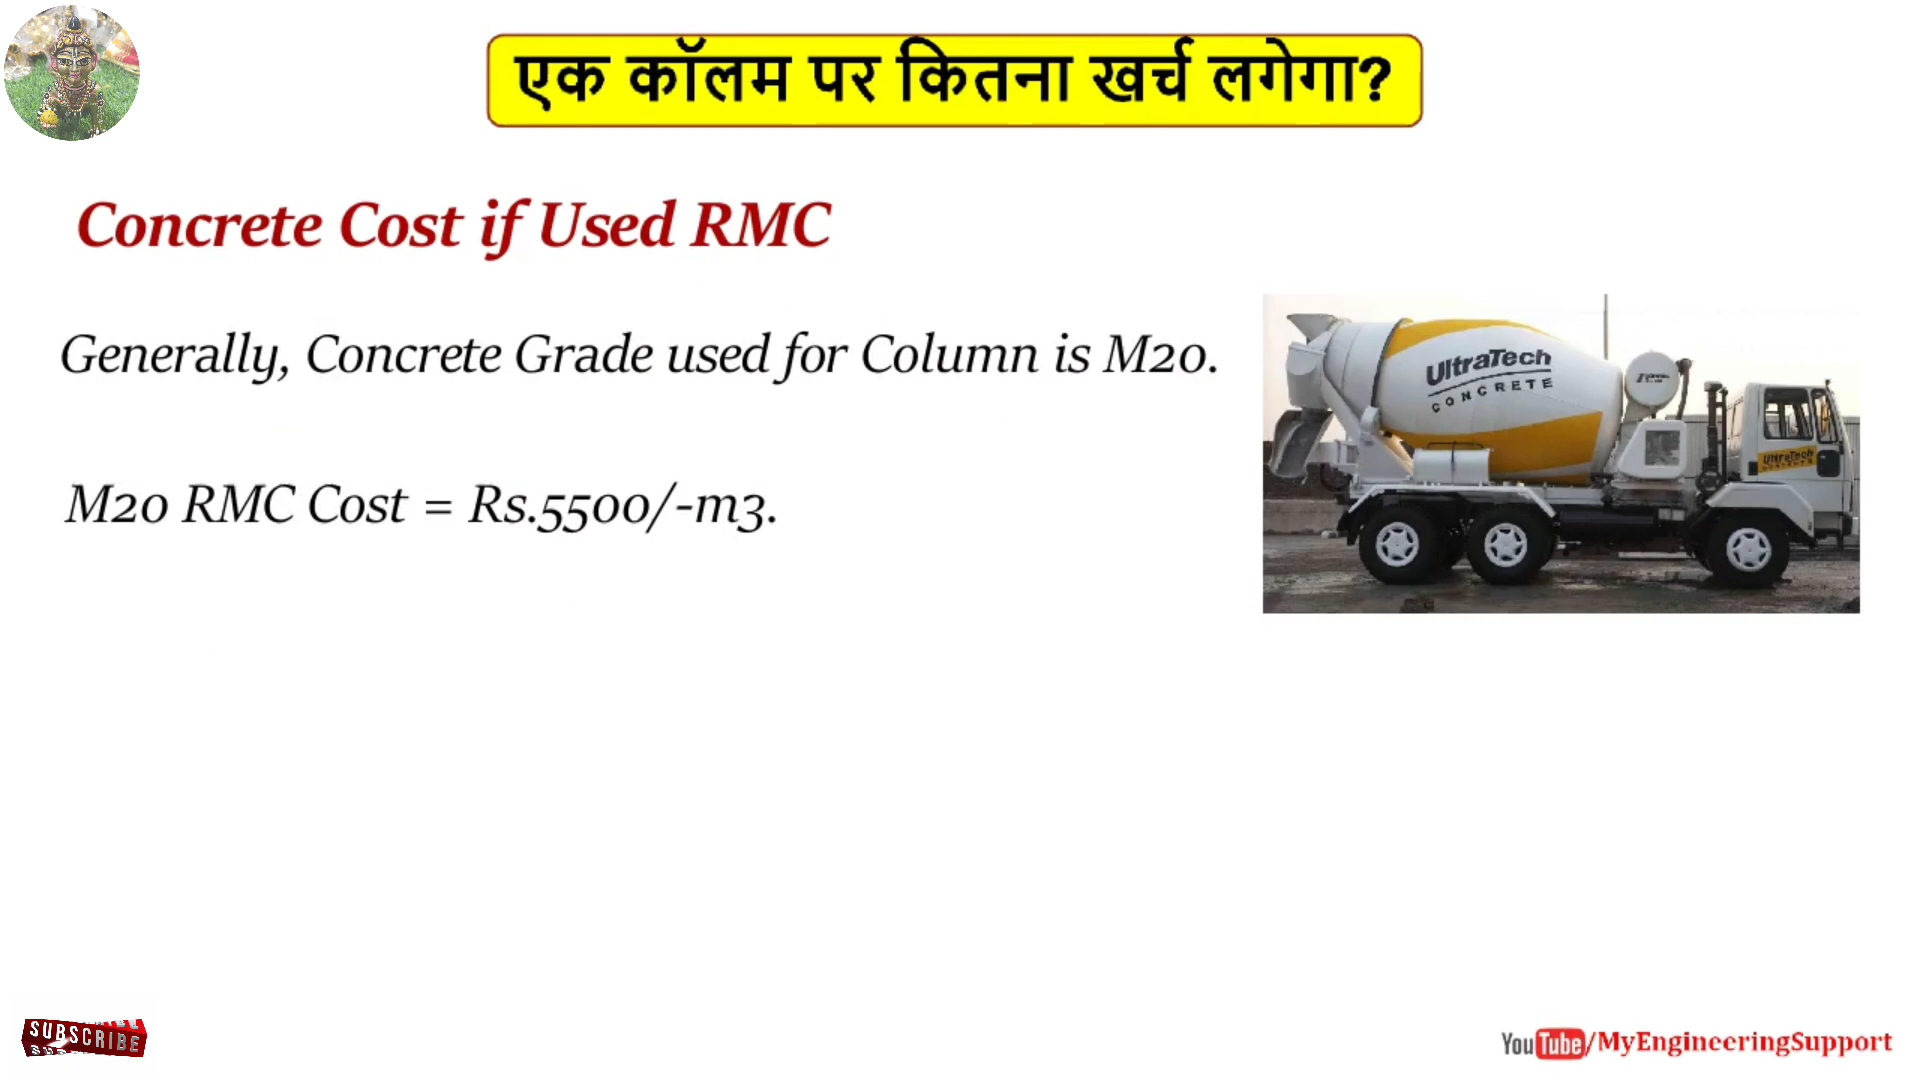 एक कॉलम पर कितना खर्च लगेगा?
Concrete Cost if Used RMC
Generally, Concrete Grade used for Column is M20.
UltraTech
CONCRETE
UltraTech
M20 RMC Cost = Rs.5500/-m3.
SUBSCRIBE
YouTube/MyEngineeringSupport